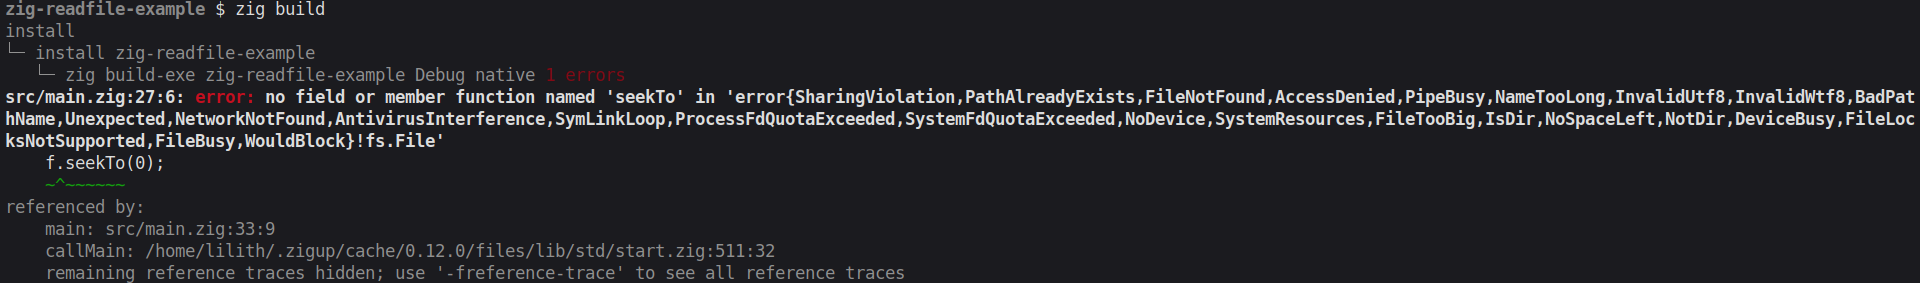 zig-readfile-example $ zig build
install
└─ install zig-readfile-example
   └─ zig build-exe zig-readfile-example Debug native 1 errors
src/main.zig:27:6: error: no field or member function named 'seekTo' in 'error{SharingViolation,PathAlreadyExists,FileNotFound,AccessDenied,PipeBusy,NameTooLong,InvalidUtf8,InvalidWtf8,BadPat
hName,Unexpected,NetworkNotFound,AntivirusInterference,SymLinkLoop,ProcessFdQuotaExceeded,SystemFdQuotaExceeded,NoDevice,SystemResources,FileTooBig,IsDir,NoSpaceLeft,NotDir,DeviceBusy,FileLoc
ksNotSupported,FileBusy,WouldBlock}!fs.File'
    f.seekTo(0);
    ~^~~~~~~
referenced by:
    main: src/main.zig:33:9
    callMain: /home/lilith/.zigup/cache/0.12.0/files/lib/std/start.zig:511:32
    remaining reference traces hidden; use '-freference-trace' to see all reference traces